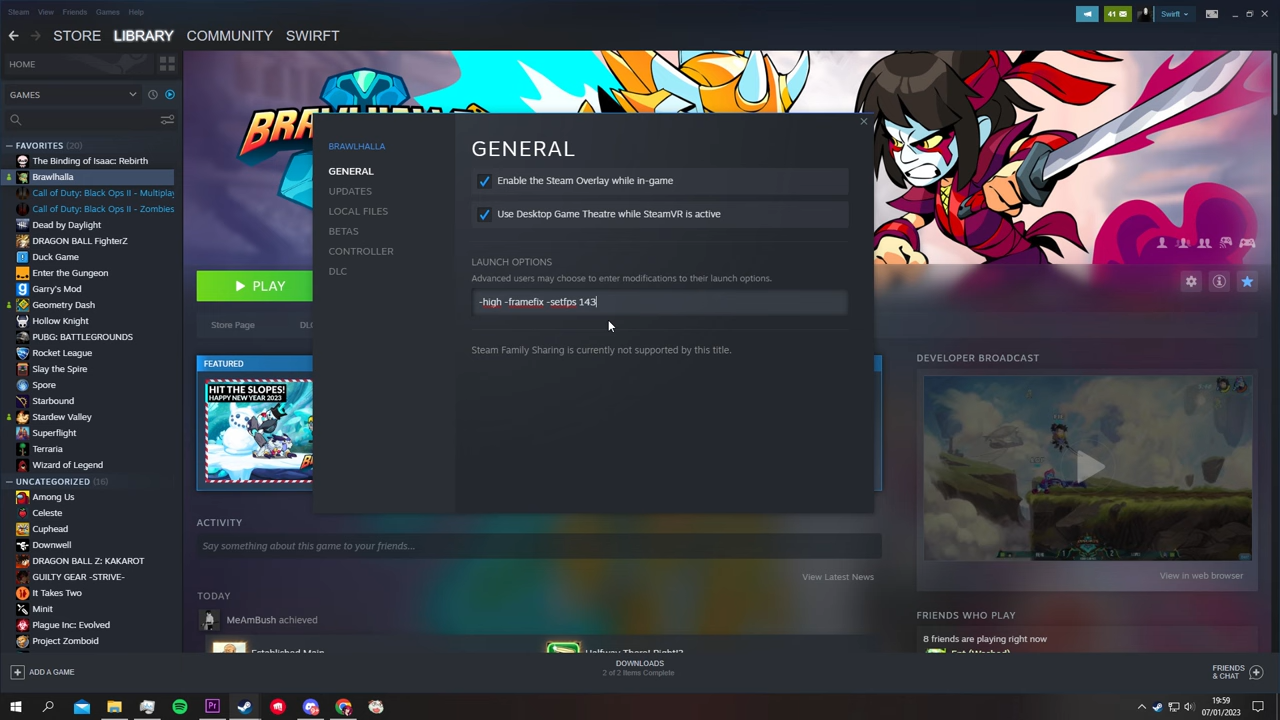 Steam View Friends Games Help
41
Swirft
STORE LIBRARY COMMUNITY SWIRFT
HOME
GAMES
FAVORITES (20)
The Binding of Isaac: Rebirth
Brawlhalla
Call of Duty: Black Ops II - Multiplay
Call of Duty: Black Ops II - Zombies
Dead by Daylight
DRAGON BALL FighterZ
Duck Game
Enter the Gungeon
Garry's Mod
Geometry Dash
Hollow Knight
PUBG: BATTLEGROUNDS
Rocket League
Slay the Spire
Spore
Starbound
Stardew Valley
Superflight
Terraria
Wizard of Legend
UNCATEGORIZED (16)
Among Us
Celeste
Cuphead
Downwell
DRAGON BALL Z: KAKAROT
GUILTY GEAR -STRIVE-
It Takes Two
Minit
Plague Inc: Evolved
Project Zomboid
ADD A GAME
PLAY
Store Page
DLC
FEATURED
HIT THE SLOPES!
HAPPY NEW YEAR 2023
BRAWLHALLA
GENERAL
UPDATES
LOCAL FILES
BETAS
CONTROLLER
DLC
GENERAL
Enable the Steam Overlay while in-game
Use Desktop Game Theatre while SteamVR is active
LAUNCH OPTIONS
Advanced users may choose to enter modifications to their launch options.
-high -framefix -setfps 143
Steam Family Sharing is currently not supported by this title.
ACTIVITY
Say something about this game to your friends...
View Latest News
TODAY
MeAmBush achieved
Established Main
Halfway There! Right!?
DEVELOPER BROADCAST
View in web browser
FRIENDS WHO PLAY
8 friends are playing right now
DOWNLOADS
2 of 2 Items Complete
FRIENDS
& CHAT
Pr
19:59
07/01/2023